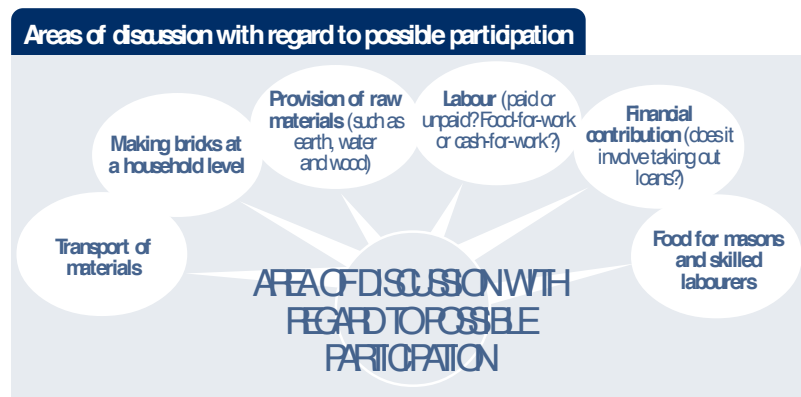 Areas of discussion with regard to possible participation
Transport of
materials
Making bricks at
a household level
Provision of raw
materials (such as
earth, water
and wood)
Labour (paid or
unpaid? Food-for-work
or cash-for-work?)
Financial
contribution (does it
involve taking out
loans?)
Food for masons
and skilled
labourers
AREA OF DISCUSSION WITH
REGARD TO POSSIBLE
PARTICIPATION